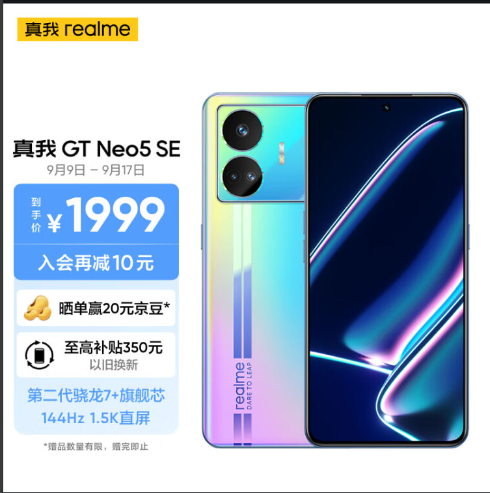 真我 realme
真我 GT Neo5 SE
9月9日 – 9月17日
到手价 ¥1999
入会再减10元
晒单赢20元京豆*
至高补贴350元
以旧换新
第二代骁龙7+旗舰芯
144Hz 1.5K直屏
*赠品数量有限，赠完即止
realme
DARE TO LEAP